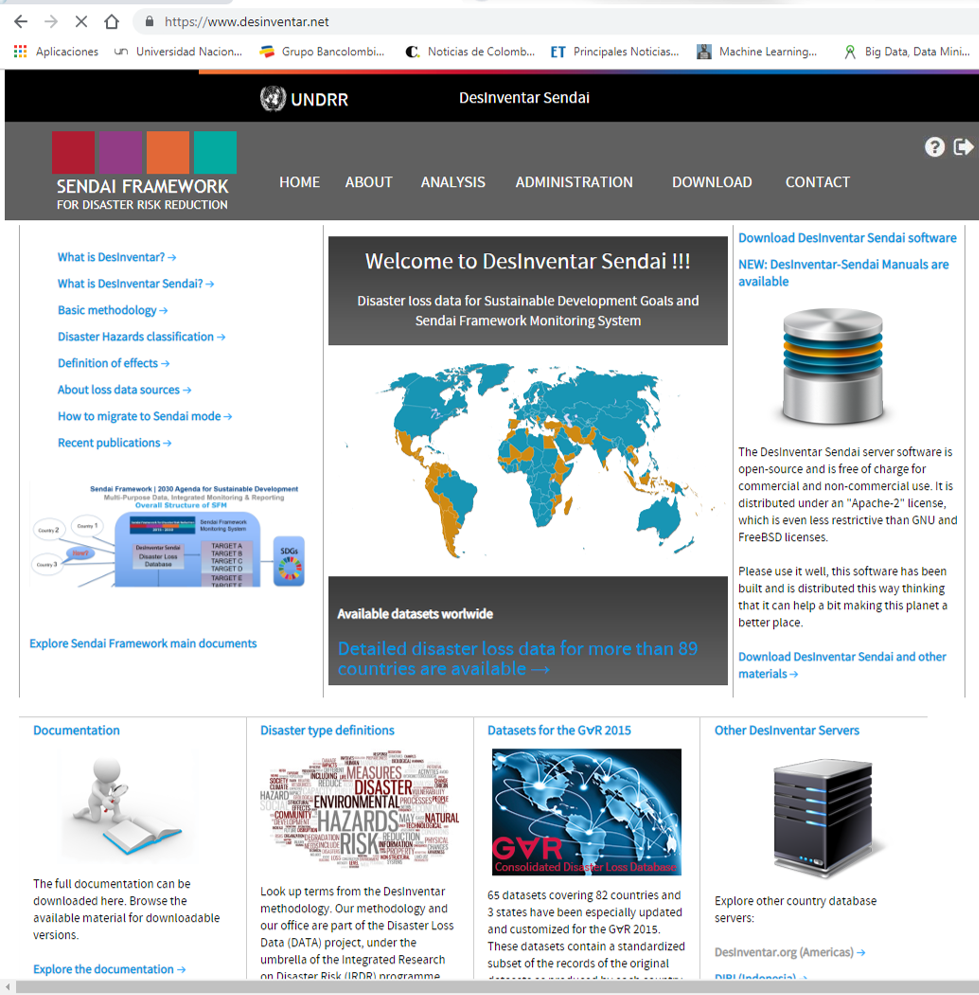 https://www.desinventar.net
Aplicaciones
Universidad Nacion...
Grupo Bancolombi...
Noticias de Colomb...
Principales Noticias...
Machine Learning...
Big Data, Data Mini...
UNDRR
DesInventar Sendai
SENDAI FRAMEWORK
FOR DISASTER RISK REDUCTION
HOME
ABOUT
ANALYSIS
ADMINISTRATION
DOWNLOAD
CONTACT
What is DesInventar? →
What is DesInventar Sendai? →
Basic methodology →
Disaster Hazards classification →
Definition of effects →
About loss data sources →
How to migrate to Sendai mode →
Recent publications →
Sendai Framework | 2030 Agenda for Sustainable Development
Multi-Purpose Data, Integrated Monitoring & Reporting
Overall Structure of SFM
Country 2
Country 1
Country 3
DesInventar Sendai
Disaster Loss
Database
Sendai Framework
Monitoring System
TARGET A
TARGET B
TARGET C
TARGET D
TARGET E
SDGs
Explore Sendai Framework main documents
Welcome to DesInventar Sendai !!!
Disaster loss data for Sustainable Development Goals and
Sendai Framework Monitoring System
Available datasets worlwide
Detailed disaster loss data for more than 89
countries are available →
Download DesInventar Sendai software
NEW: DesInventar-Sendai Manuals are
available
The DesInventar Sendai server software is
open-source and is free of charge for
commercial and non-commercial use. It is
distributed under an "Apache-2" license,
which is even less restrictive than GNU and
FreeBSD licenses.
Please use it well, this software has been
built and is distributed this way thinking
that it can help a bit making this planet a
better place.
Download DesInventar Sendai and other
materials →
Documentation
The full documentation can be
downloaded here. Browse the
available material for downloadable
versions.
Explore the documentation →
Disaster type definitions
MEASURES
DISASTER
ENVIRONMENTAL
HAZARDS
RISK
NATURAL
COMMUNITY
INCLUDING
PROCESSES
REDUCTION
INFORMATION
TECHNOLOGICAL
HAZARD
MAY
Look up terms from the DesInventar
methodology. Our methodology and
our office are part of the Disaster Loss
Data (DATA) project, under the
umbrella of the Integrated Research
on Disaster Risk (IRDR) programme
Datasets for the G∀R 2015
G∀R
Consolidated Disaster Loss Database
65 datasets covering 82 countries and
3 states have been especially updated
and customized for the G∀R 2015.
These datasets contain a standardized
subset of the records of the original
Other DesInventar Servers
Explore other country database
servers:
DesInventar.org (Americas) →
DIBI (Indonesia) →